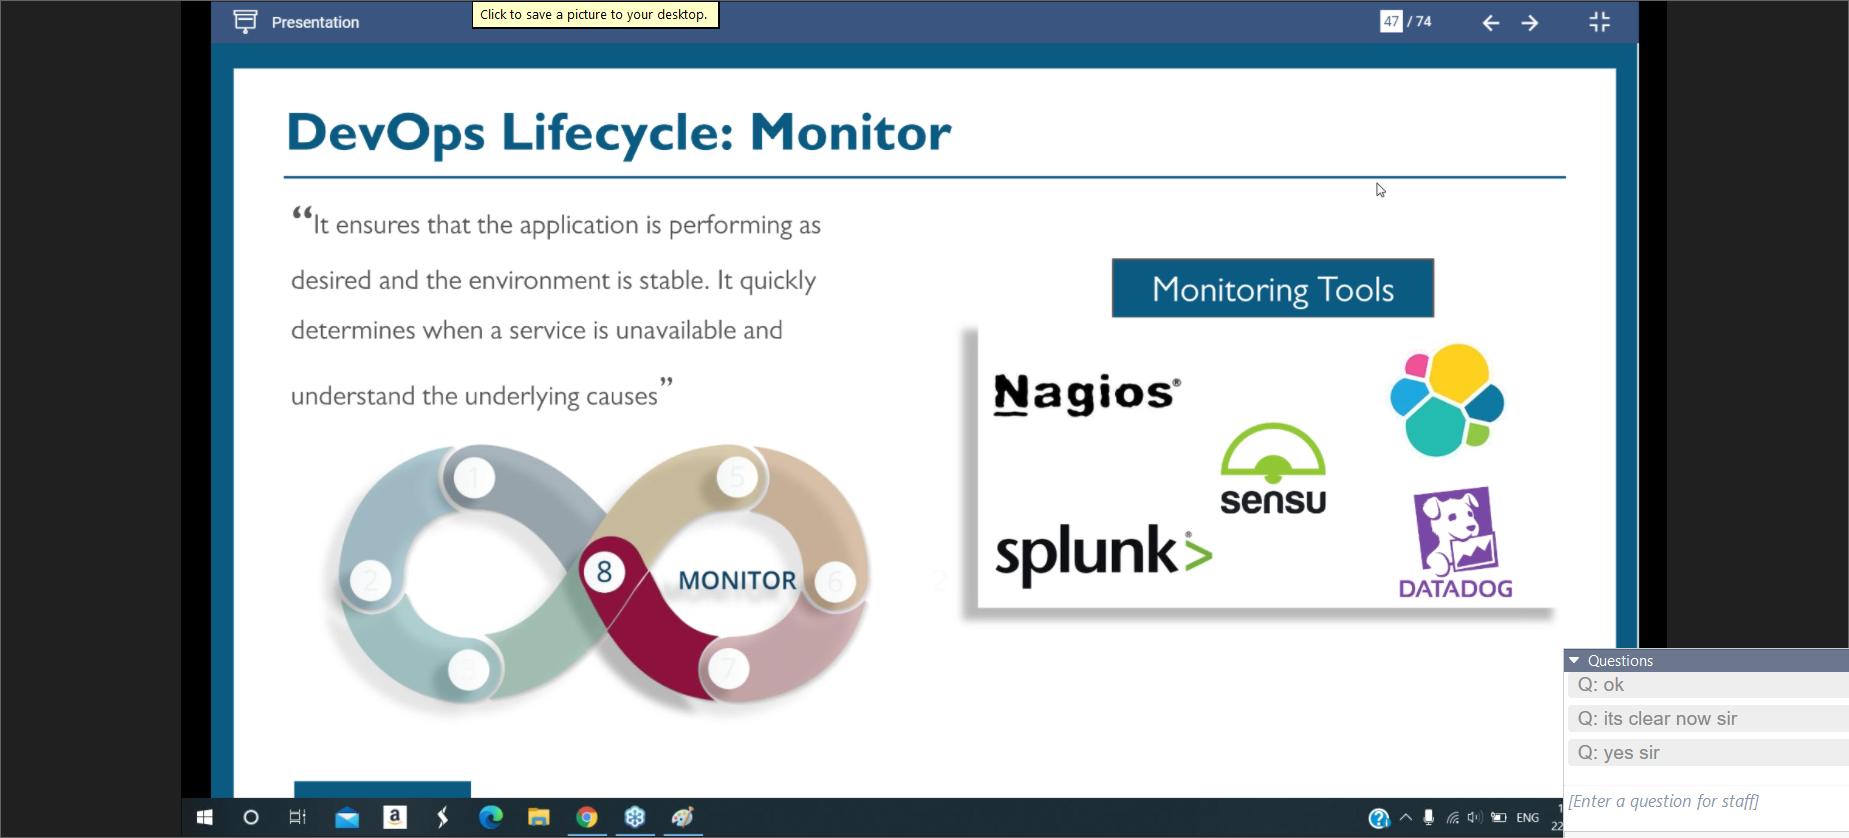 Presentation
Click to save a picture to your desktop.
47 / 74
DevOps Lifecycle: Monitor
“It ensures that the application is performing as
desired and the environment is stable. It quickly
determines when a service is unavailable and
understand the underlying causes”
Monitoring Tools
Nagios®
sensu
splunk>®
DATADOG
1
2
3
5
6
7
8
MONITOR
2
Questions
Q: ok
Q: its clear now sir
Q: yes sir
[Enter a question for staff]
a
ENG